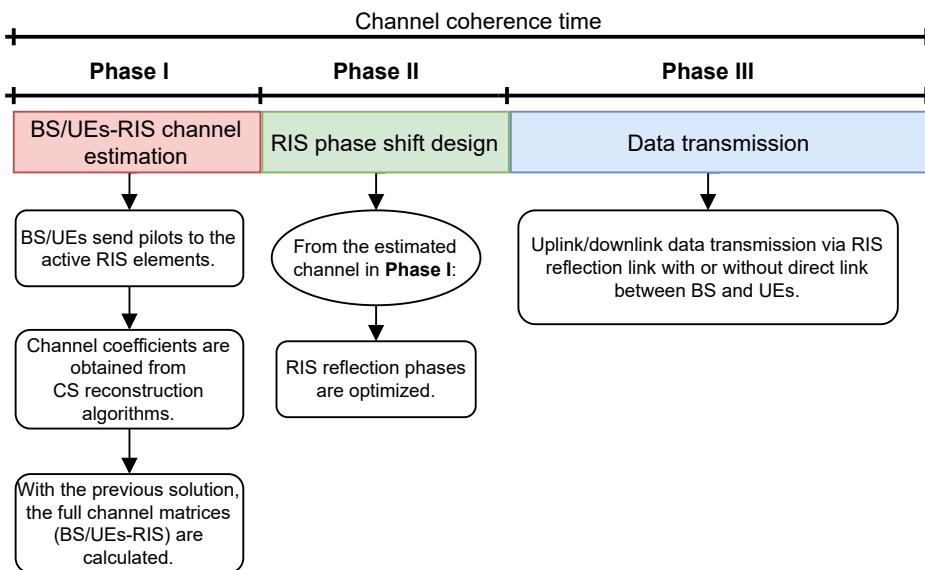 Channel coherence time
Phase I
Phase II
Phase III
BS/UEs-RIS channel
estimation
RIS phase shift design
Data transmission
BS/UEs send pilots to the
active RIS elements.
Channel coefficients are
obtained from
CS reconstruction
algorithms.
With the previous solution,
the full channel matrices
(BS/UEs-RIS) are
calculated.
From the estimated
channel in Phase I:
RIS reflection phases
are optimized.
Uplink/downlink data transmission via RIS
reflection link with or without direct link
between BS and UEs.